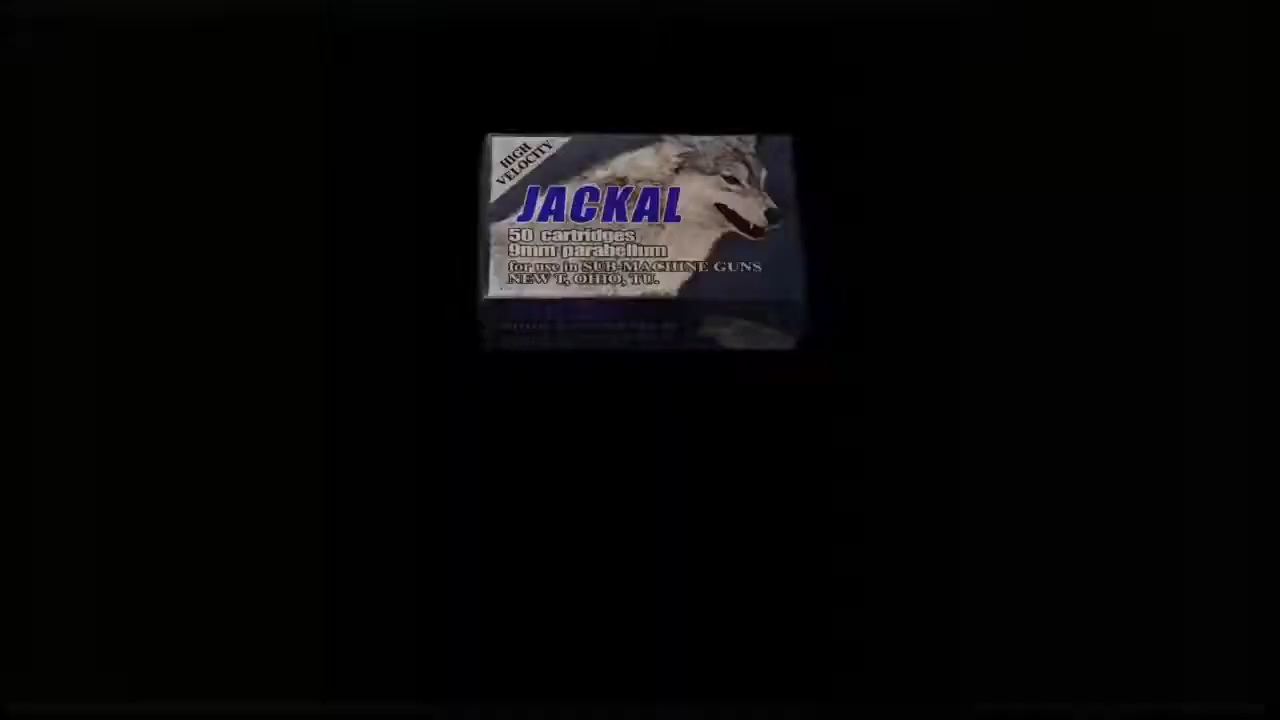 HIGH
VELOCITY
JACKAL
50 cartridges
9mm parabellum
for use in SUB-MACHINE GUNS
NEW T, OHIO, TU.